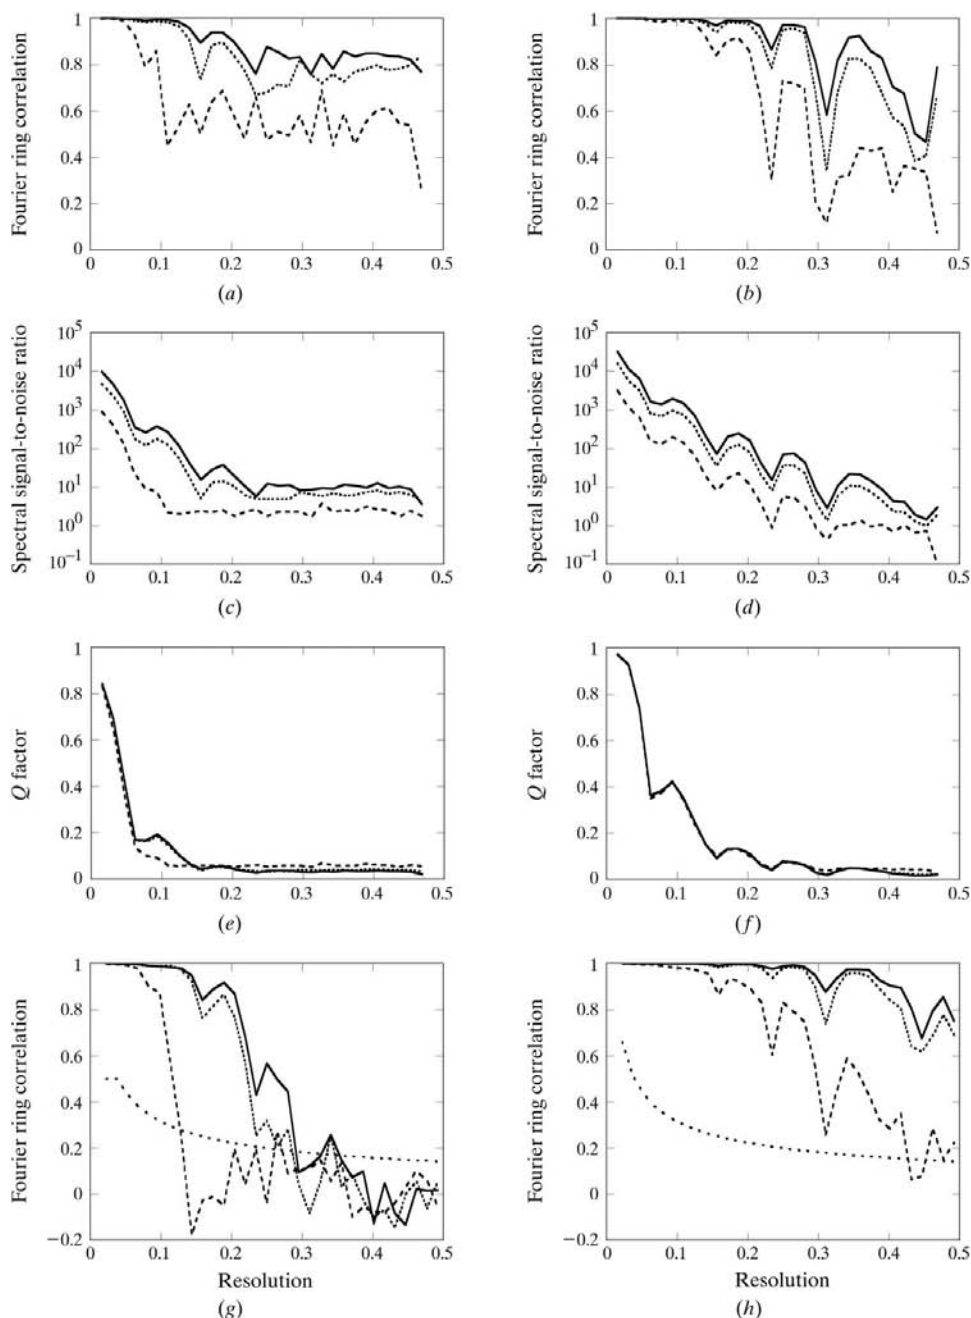 Fourier ring correlation
1
0.8
0.6
0.4
0.2
0
0 0.1 0.2 0.3 0.4 0.5
(a)
Fourier ring correlation
1
0.8
0.6
0.4
0.2
0
0 0.1 0.2 0.3 0.4 0.5
(b)
Spectral signal-to-noise ratio
10^5
10^4
10^3
10^2
10^1
10^0
10^−1
0 0.1 0.2 0.3 0.4 0.5
(c)
Spectral signal-to-noise ratio
10^5
10^4
10^3
10^2
10^1
10^0
10^−1
0 0.1 0.2 0.3 0.4 0.5
(d)
Q factor
1
0.8
0.6
0.4
0.2
0
0 0.1 0.2 0.3 0.4 0.5
(e)
Q factor
1
0.8
0.6
0.4
0.2
0
0 0.1 0.2 0.3 0.4 0.5
(f)
Fourier ring correlation
1
0.8
0.6
0.4
0.2
0
−0.2
0 0.1 0.2 0.3 0.4 0.5
Resolution
(g)
Fourier ring correlation
1
0.8
0.6
0.4
0.2
0
−0.2
0 0.1 0.2 0.3 0.4 0.5
Resolution
(h)